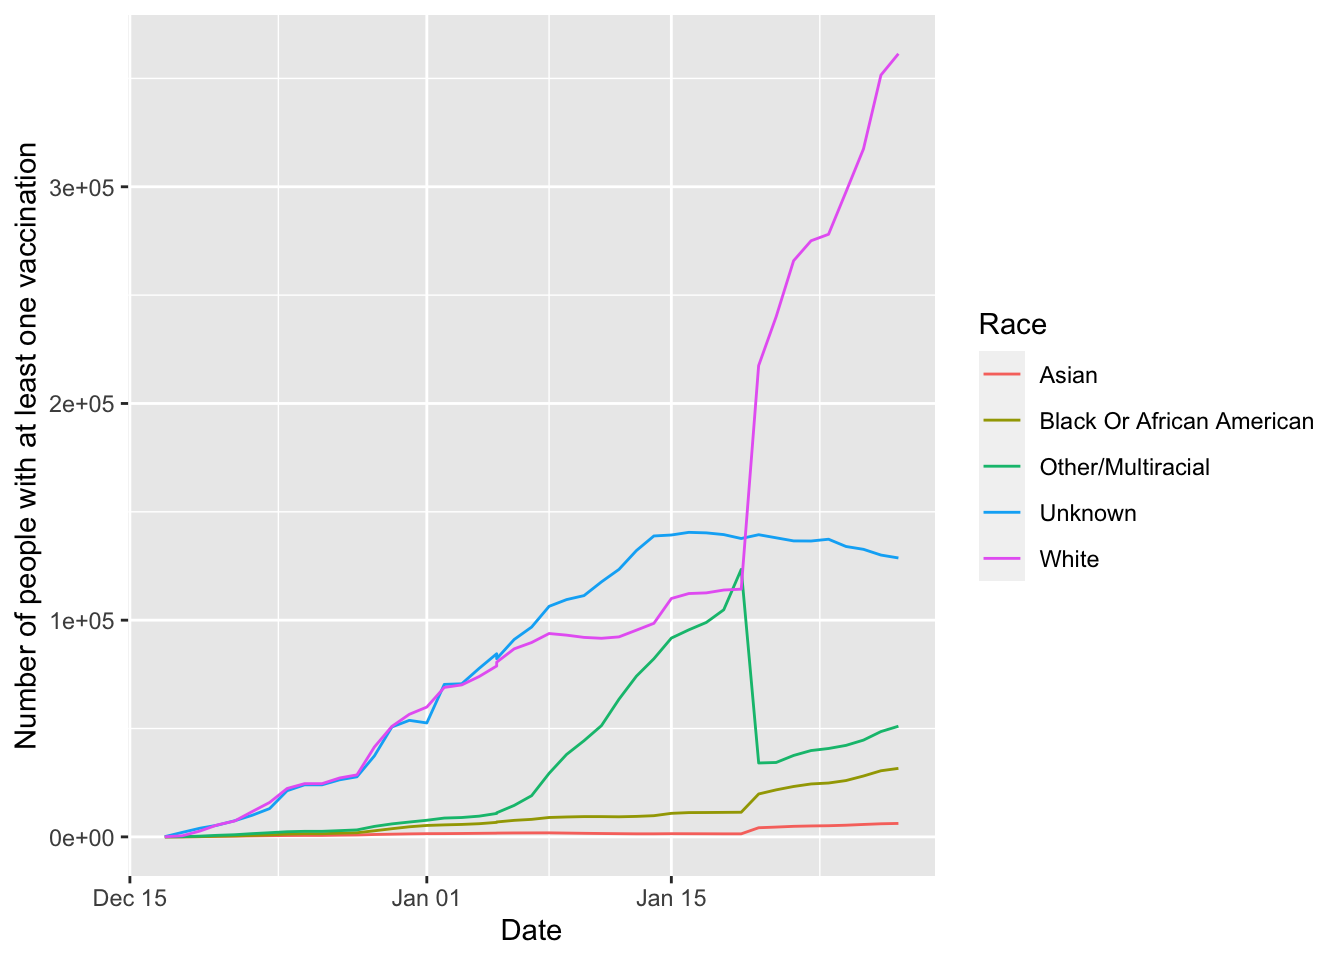 Number of people with at least one vaccination
3e+05
2e+05
1e+05
0e+00
Dec 15
Jan 01
Jan 15
Date
Race
Asian
Black Or African American
Other/Multiracial
Unknown
White